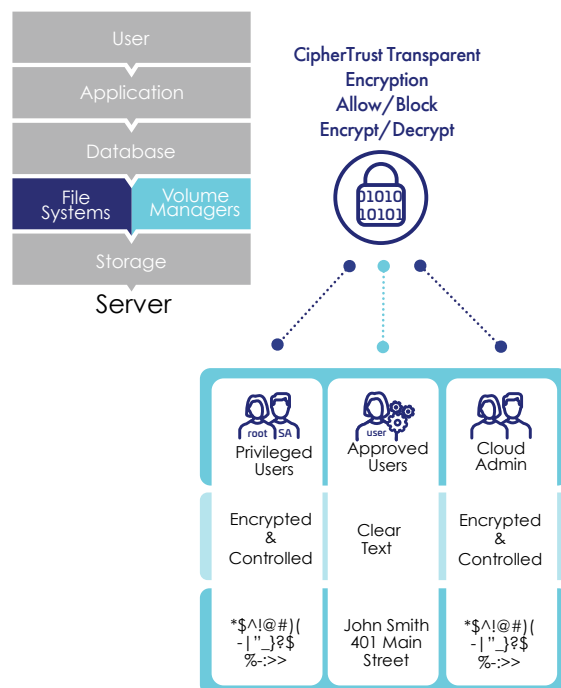 User
Application
Database
File
Systems
Volume
Managers
Storage
Server
CipherTrust Transparent
Encryption
Allow/Block
Encrypt/Decrypt
01010
10101
root SA
Privileged
Users
Encrypted
&
Controlled
*$^!@#)(
-|"_}?$
%-:>>
user
Approved
Users
Clear
Text
John Smith
401 Main
Street
Cloud
Admin
Encrypted
&
Controlled
*$^!@#)(
-|"_}?$
%-:>>